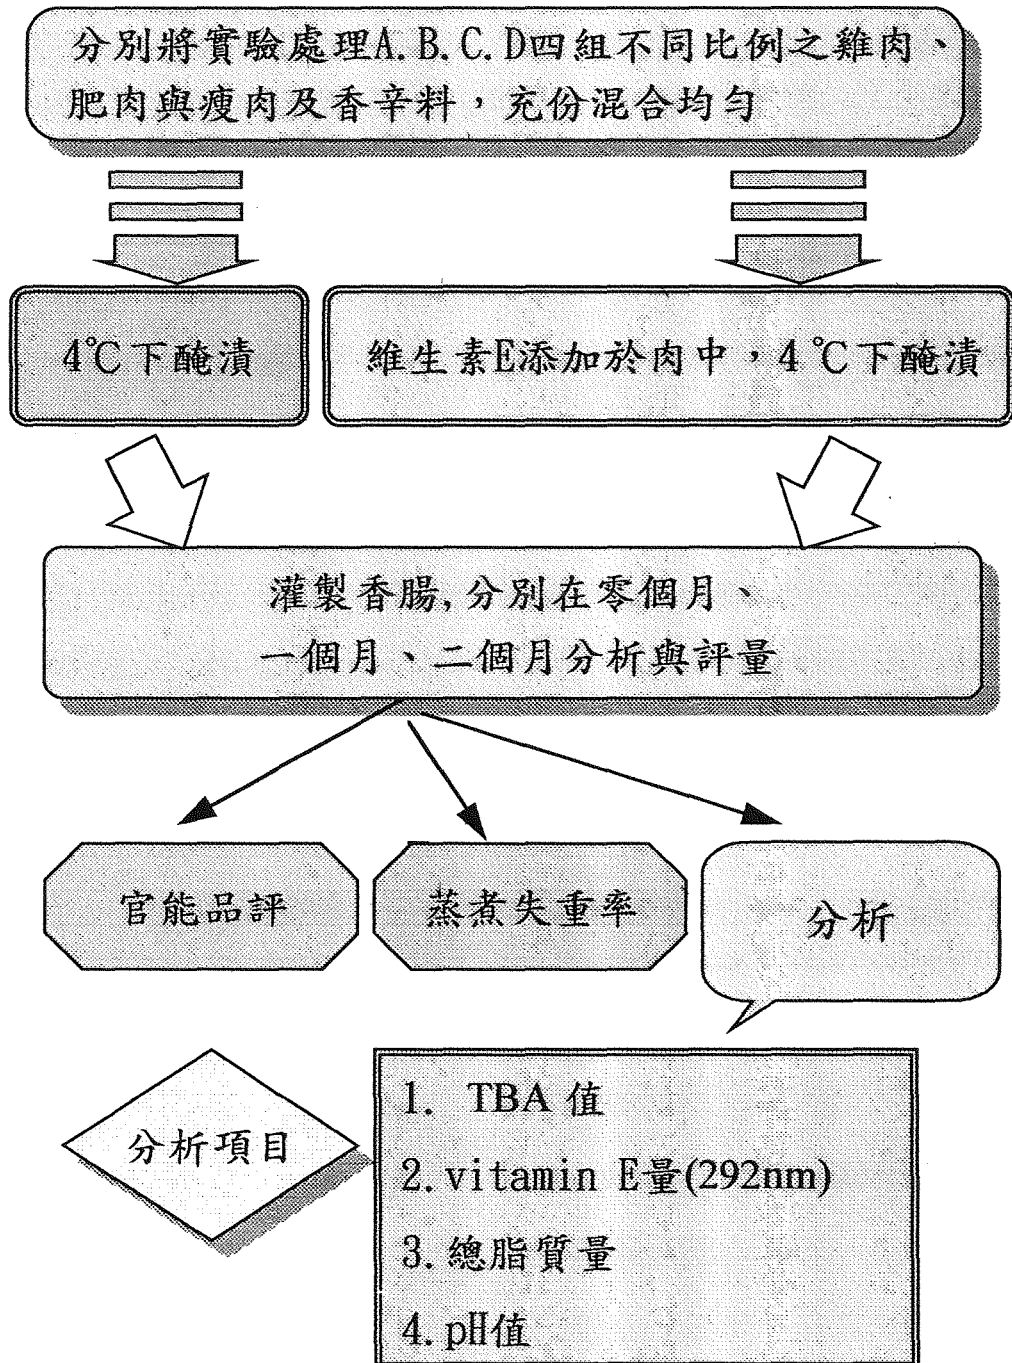 分別將實驗處理A.B.C.D四組不同比例之雞肉、
肥肉與瘦肉及香辛料，充份混合均勻
4℃下醃漬
維生素E添加於肉中，4℃下醃漬
灌製香腸,分別在零個月、
一個月、二個月分析與評量
官能品評
蒸煮失重率
分析
分析項目
1. TBA 值
2. vitamin E量(292nm)
3. 總脂質量
4. pH值